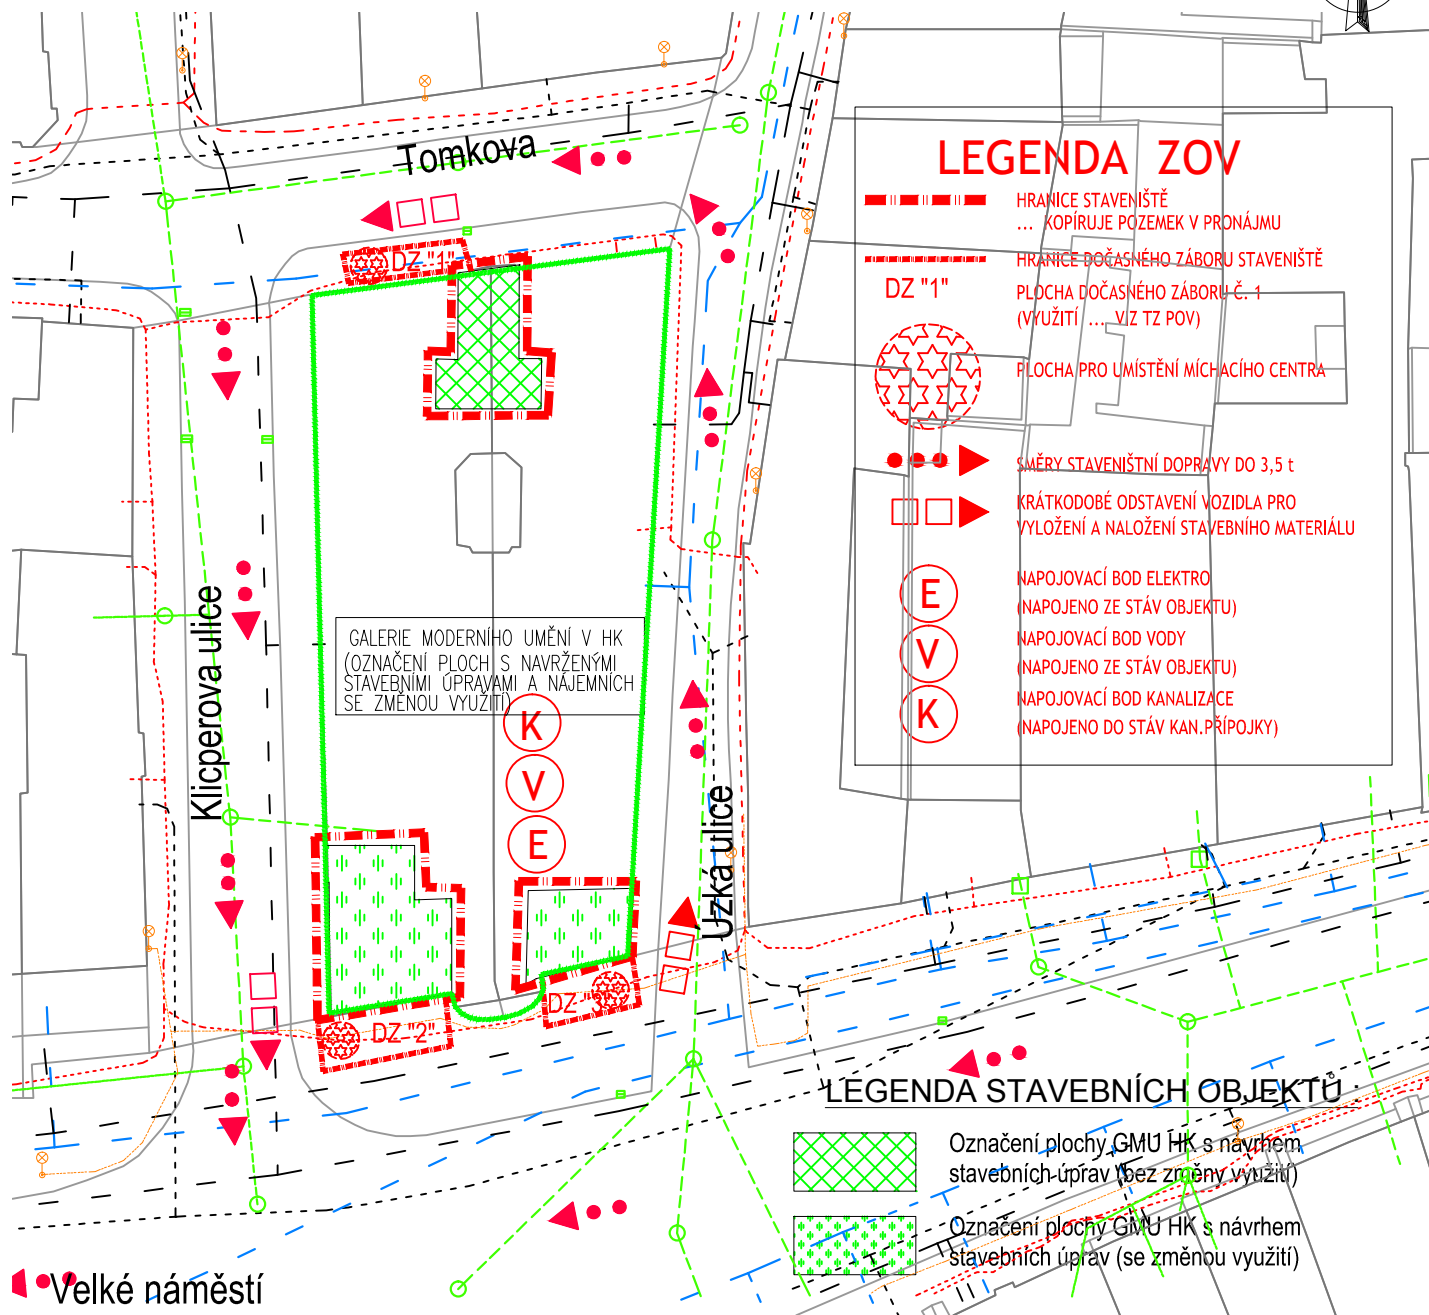 Tomkova
LEGENDA ZOV
HRANICE STAVENIŠTĚ
... KOPÍRUJE POZEMEK V PRONÁJMU
HRANICE DOČASNÉHO ZÁBORU STAVENIŠTĚ
DZ "1"
PLOCHA DOČASNÉHO ZÁBORU Č. 1
(VYUŽITÍ ... VIZ TZ POV)
PLOCHA PRO UMÍSTĚNÍ MÍCHACÍHO CENTRA
SMĚRY STAVENIŠTNÍ DOPRAVY DO 3,5 t
KRÁTKODOBÉ ODSTAVENÍ VOZIDLA PRO
VYLOŽENÍ A NALOŽENÍ STAVEBNÍHO MATERIÁLU
E
NAPOJOVACÍ BOD ELEKTRO
(NAPOJENO ZE STÁV OBJEKTU)
V
NAPOJOVACÍ BOD VODY
(NAPOJENO ZE STÁV OBJEKTU)
K
NAPOJOVACÍ BOD KANALIZACE
(NAPOJENO DO STÁV KAN.PŘÍPOJKY)
DZ "1"
Klicperova ulice
GALERIE MODERNÍHO UMĚNÍ V HK
(OZNAČENÍ PLOCH S NAVRŽENÝMI
STAVEBNÍMI ÚPRAVAMI A NÁJEMNÍCH
SE ZMĚNOU VYUŽITÍ)
K
V
E
Úzká ulice
DZ "2"
DZ "3"
LEGENDA STAVEBNÍCH OBJEKTŮ :
Označení plochy GMU HK s návrhem
stavebních úprav (bez změny využití)
Označení plochy GMU HK s návrhem
stavebních úprav (se změnou využití)
Velké náměstí